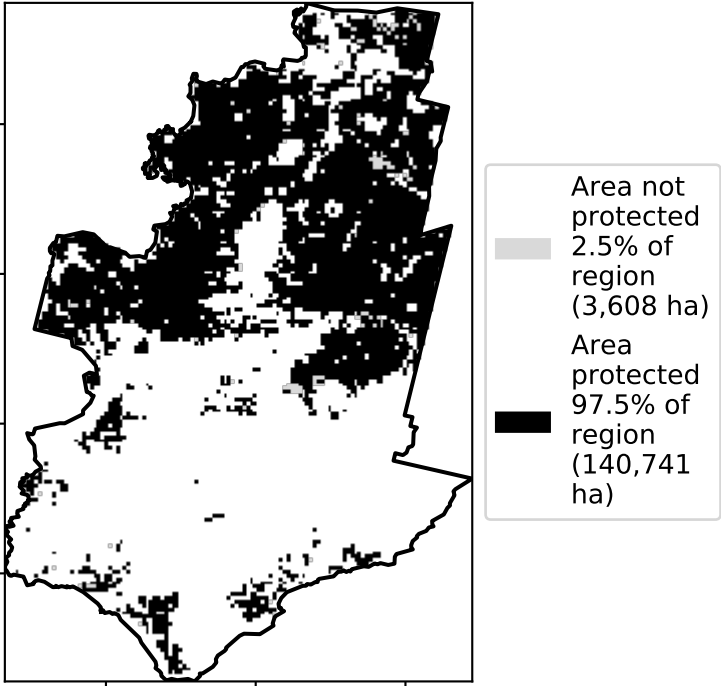 Area not
protected
2.5% of
region
(3,608 ha)
Area
protected
97.5% of
region
(140,741
ha)